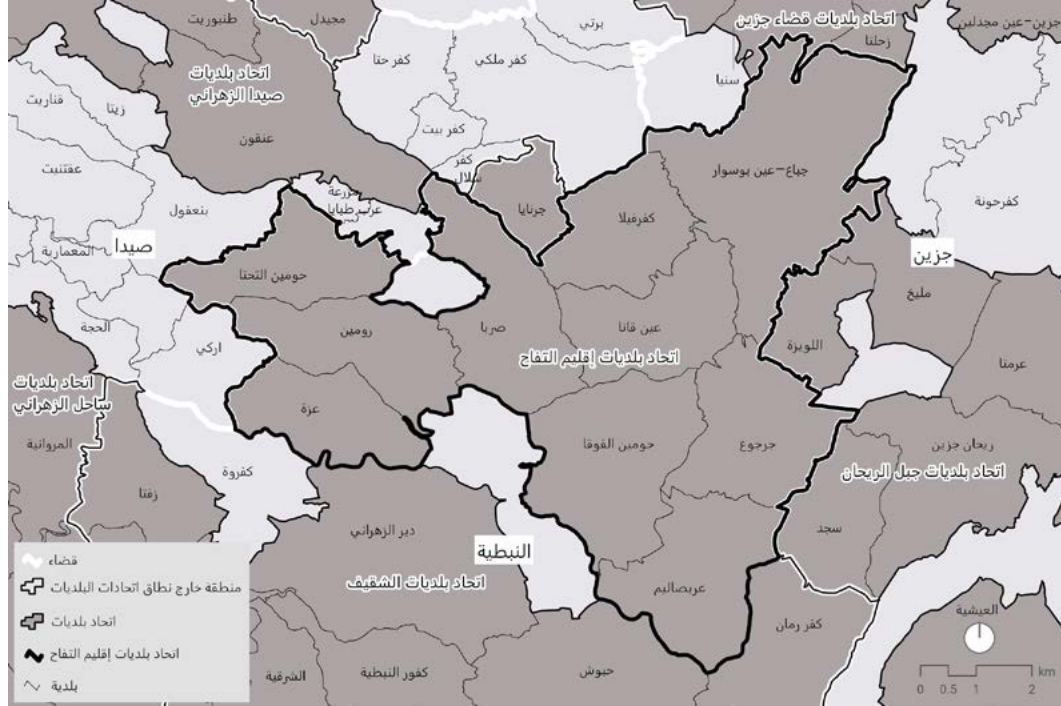 اتحاد بلديات قضاء جزين
جزين-عين مجدلين
زحلتا
برتي
مجيدل
طنبوريت
سنيا
كفر ملكي
كفر حتا
اتحاد بلديات
صيدا الزهراني
زيتا
قناريت
كفر بيت
عنقون
كفر
شلال
عقتنيت
جباع-عين بوسوار
كفرحونة
جرنايا
كفرفيلا
مزرعة
عرب طبايا
بنعفول
المعمارية
صيدا
جزين
حومين التحتا
مليخ
الحجة
اركي
رومين
صربا
عين قانا
اللويزة
عرمتا
اتحاد بلديات إقليم التفاح
اتحاد بلديات
ساحل الزهراني
عزة
المروانية
حومين الفوقا
جرجوع
ريحان جزين
كفروة
اتحاد بلديات جبل الريحان
زفتا
دير الزهراني
سجد
النبطية
اتحاد بلديات الشقيف
عربصاليم
العيشية
كفر رمان
كفور النبطية
الشرقية
حبوش
قضاء
منطقة خارج نطاق اتحادات البلديات
اتحاد بلديات
اتحاد بلديات إقليم التفاح
بلدية
km
0 0.5 1 2